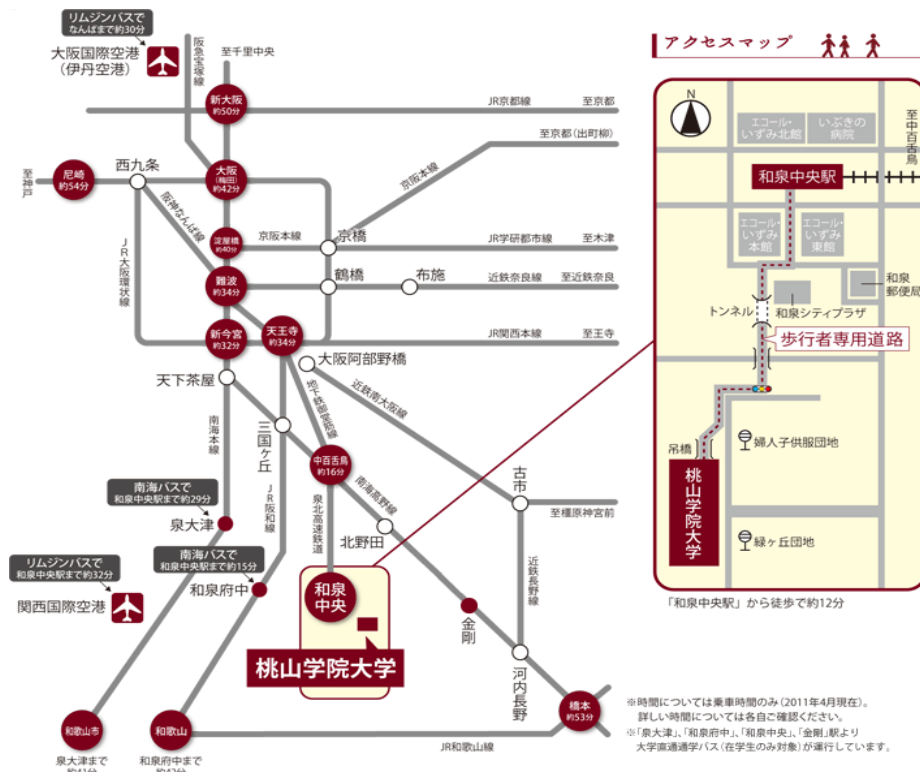 リムジンバスで
なんばまで約30分
大阪国際空港
(伊丹空港)
阪急宝塚線
至千里中央
新大阪
約50分
JR京都線
至京都
至京都(出町柳)
尼崎
約54分
至神戸
西九条
大阪
(梅田)
約42分
京阪本線
阪神なんば線
淀屋橋
約40分
京阪本線
京橋
JR学研都市線
至木津
JR大阪環状線
難波
約34分
鶴橋
布施
近鉄奈良線
至近鉄奈良
新今宮
約32分
天王寺
約34分
JR関西本線
至王寺
大阪阿部野橋
天下茶屋
地下鉄御堂筋線
近鉄南大阪線
南海本線
三国ヶ丘
中百舌鳥
約16分
古市
至橿原神宮前
南海バスで
和泉中央駅まで約29分
泉大津
JR阪和線
泉北高速鉄道
南海高野線
北野田
近鉄長野線
リムジンバスで
和泉中央駅まで約32分
関西国際空港
南海バスで
和泉中央駅まで約15分
和泉府中
和泉
中央
金剛
桃山学院大学
河内長野
橋本
約53分
和歌山市
泉大津まで
約41分
和歌山
和泉府中まで
約42分
JR和歌山線
アクセスマップ
N
エコール・
いずみ北館
いぶきの
病院
至中百舌鳥
和泉中央駅
エコール・
いずみ
本館
エコール・
いずみ
東館
和泉
郵便局
トンネル
和泉シティプラザ
歩行者専用道路
吊橋
婦人子供服団地
桃山学院大学
緑ヶ丘団地
「和泉中央駅」から徒歩で約12分
※時間については乗車時間のみ(2011年4月現在)。
詳しい時間については各自ご確認ください。
※「泉大津」、「和泉府中」、「和泉中央」、「金剛」駅より
大学直通通学バス(在学生のみ対象)が運行しています。